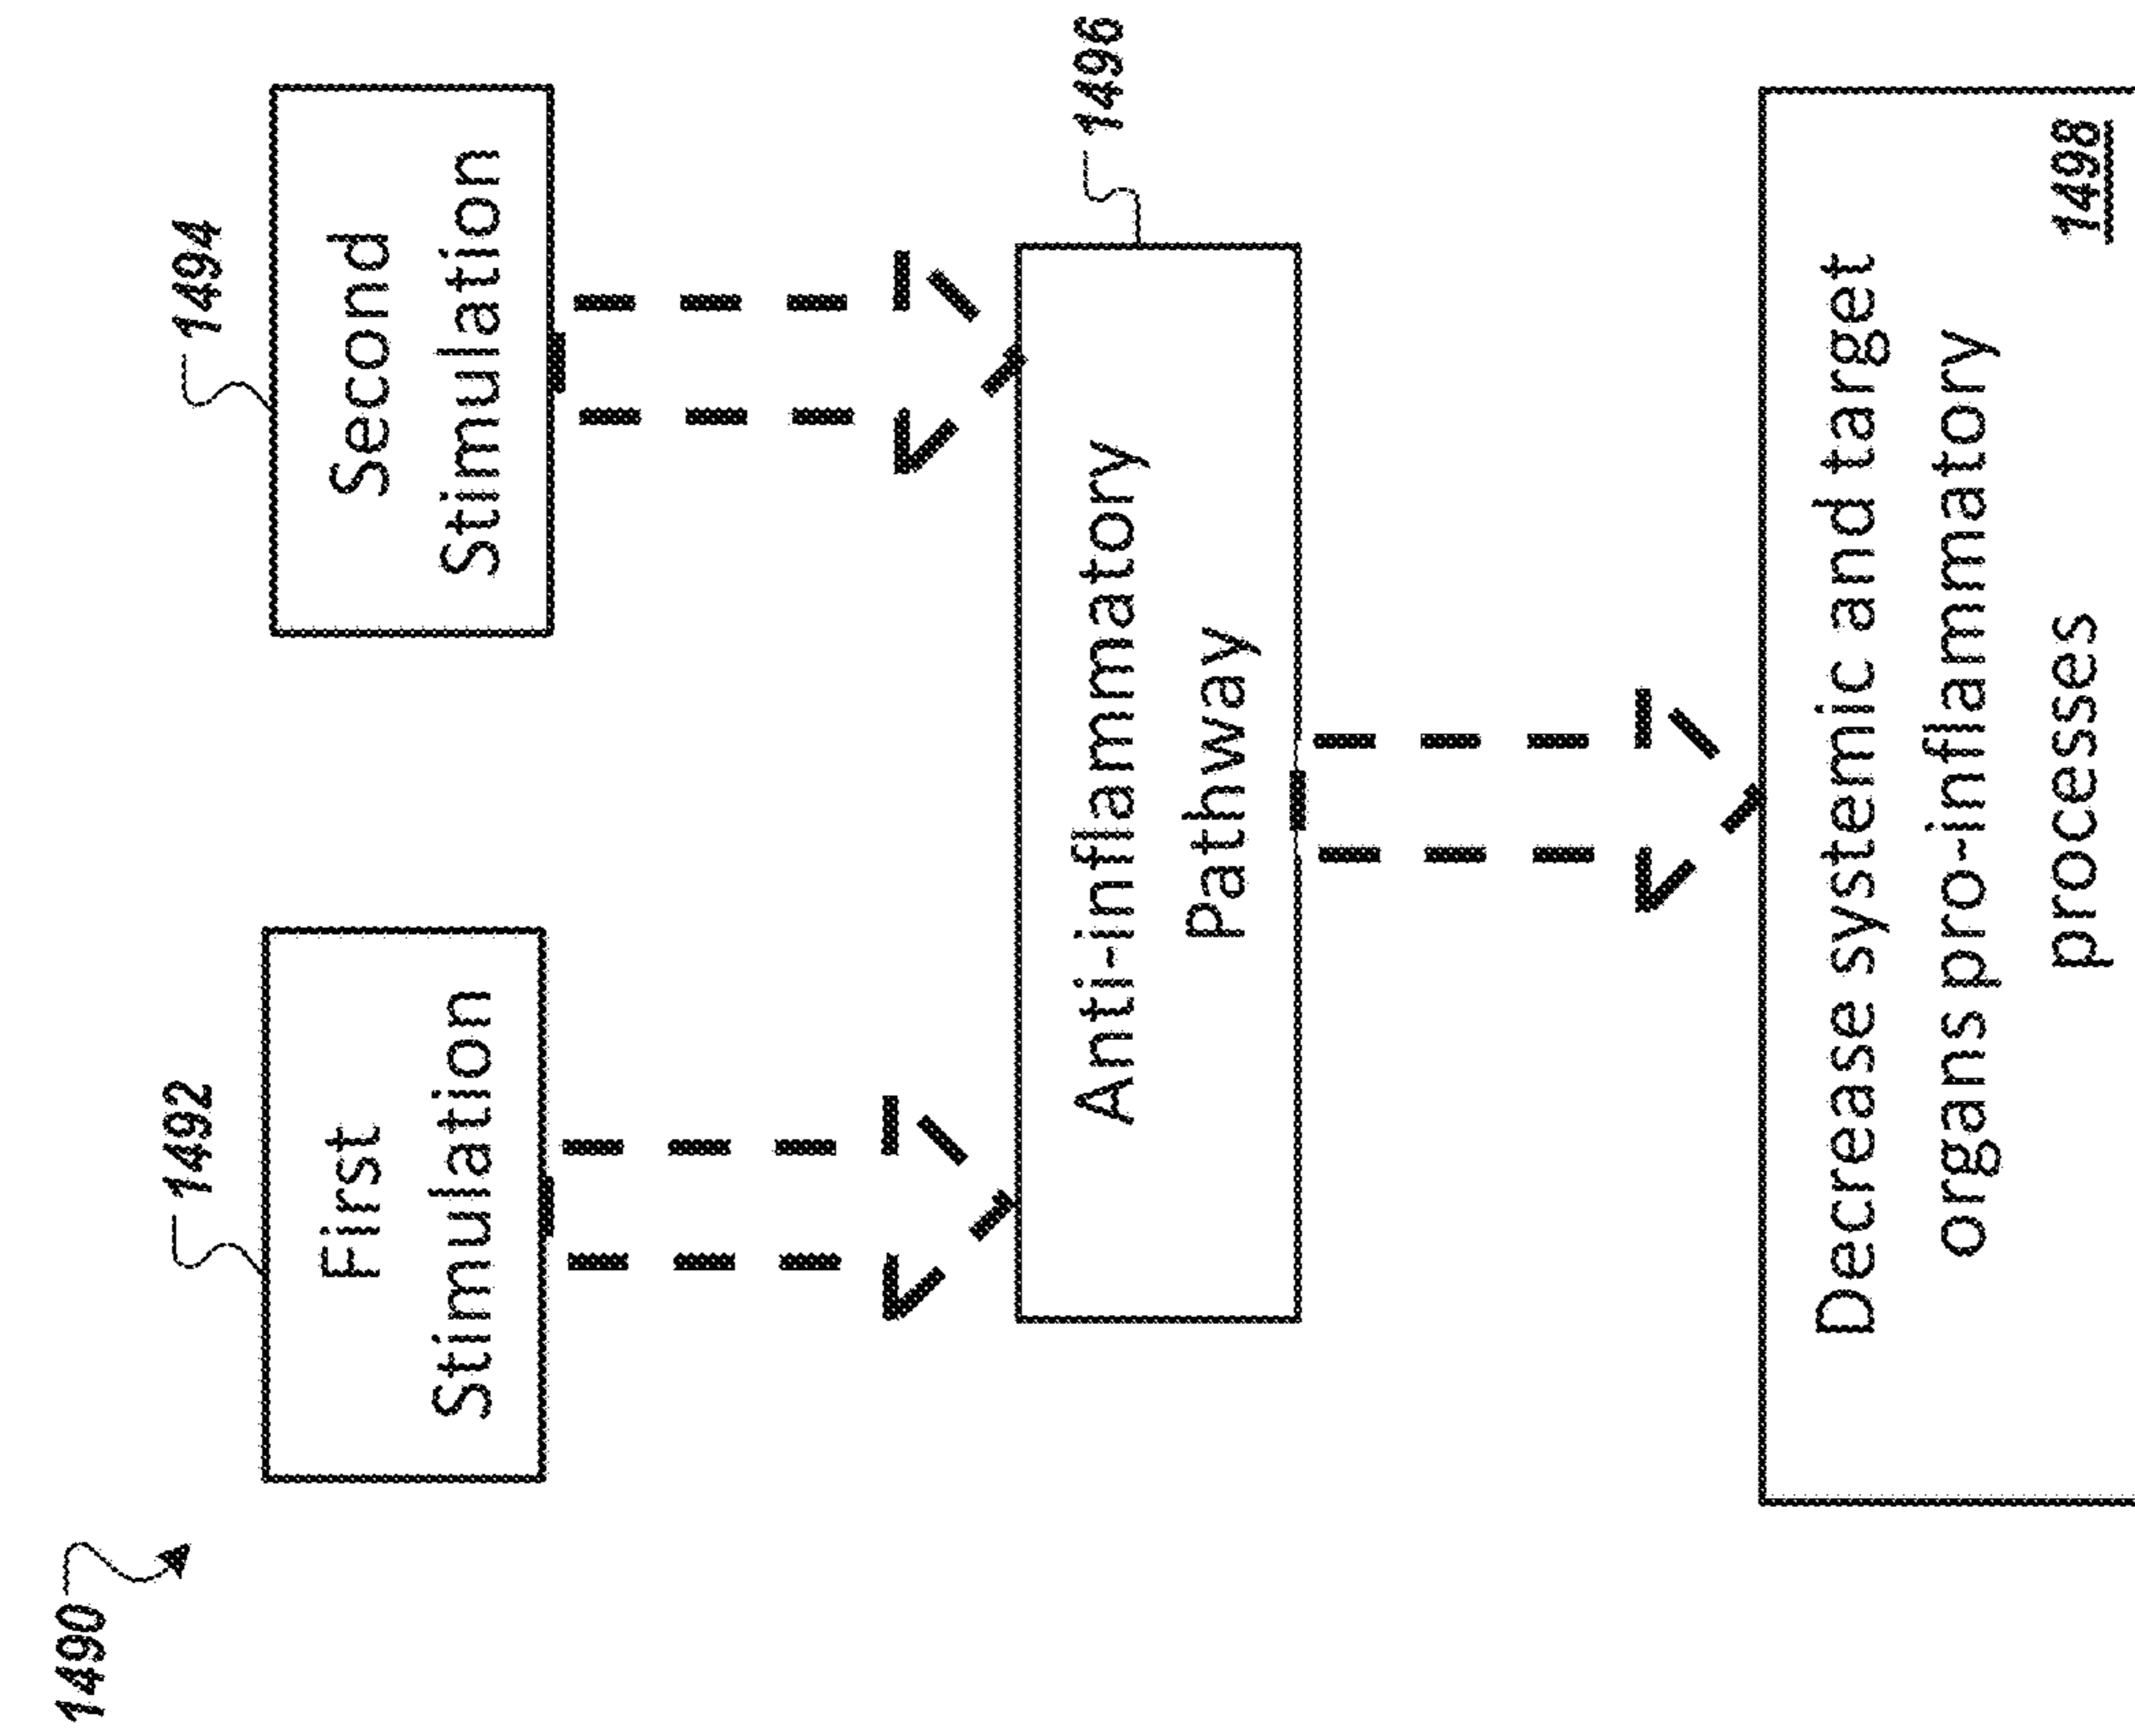 1490
1492
First
Stimulation
1494
Second
Stimulation
1496
Anti-inflammatory
Pathway
Decrease systemic and target
organs pro-inflammatory
processes
1498